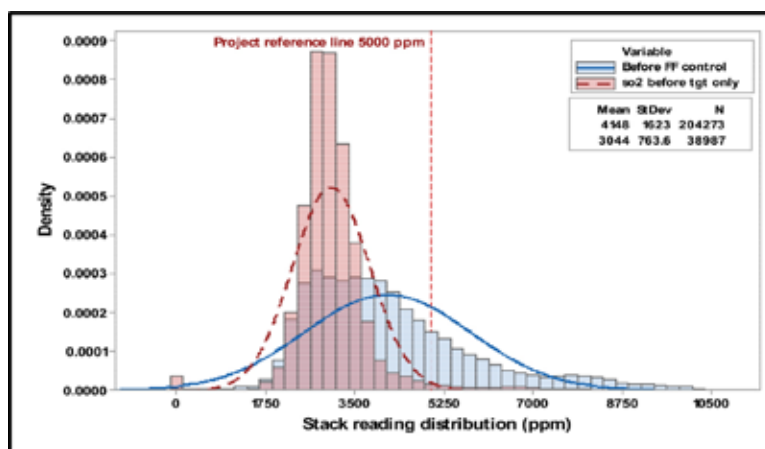 Project reference line 5000 ppm
Variable
Before FF control
so2 before tgt only
Mean StDev N
4148 1623 204273
3044 763.6 38987
0.0009
0.0008
0.0007
0.0006
0.0005
0.0004
0.0003
0.0002
0.0001
0.0000
Density
0 1750 3500 5250 7000 8750 10500
Stack reading distribution (ppm)